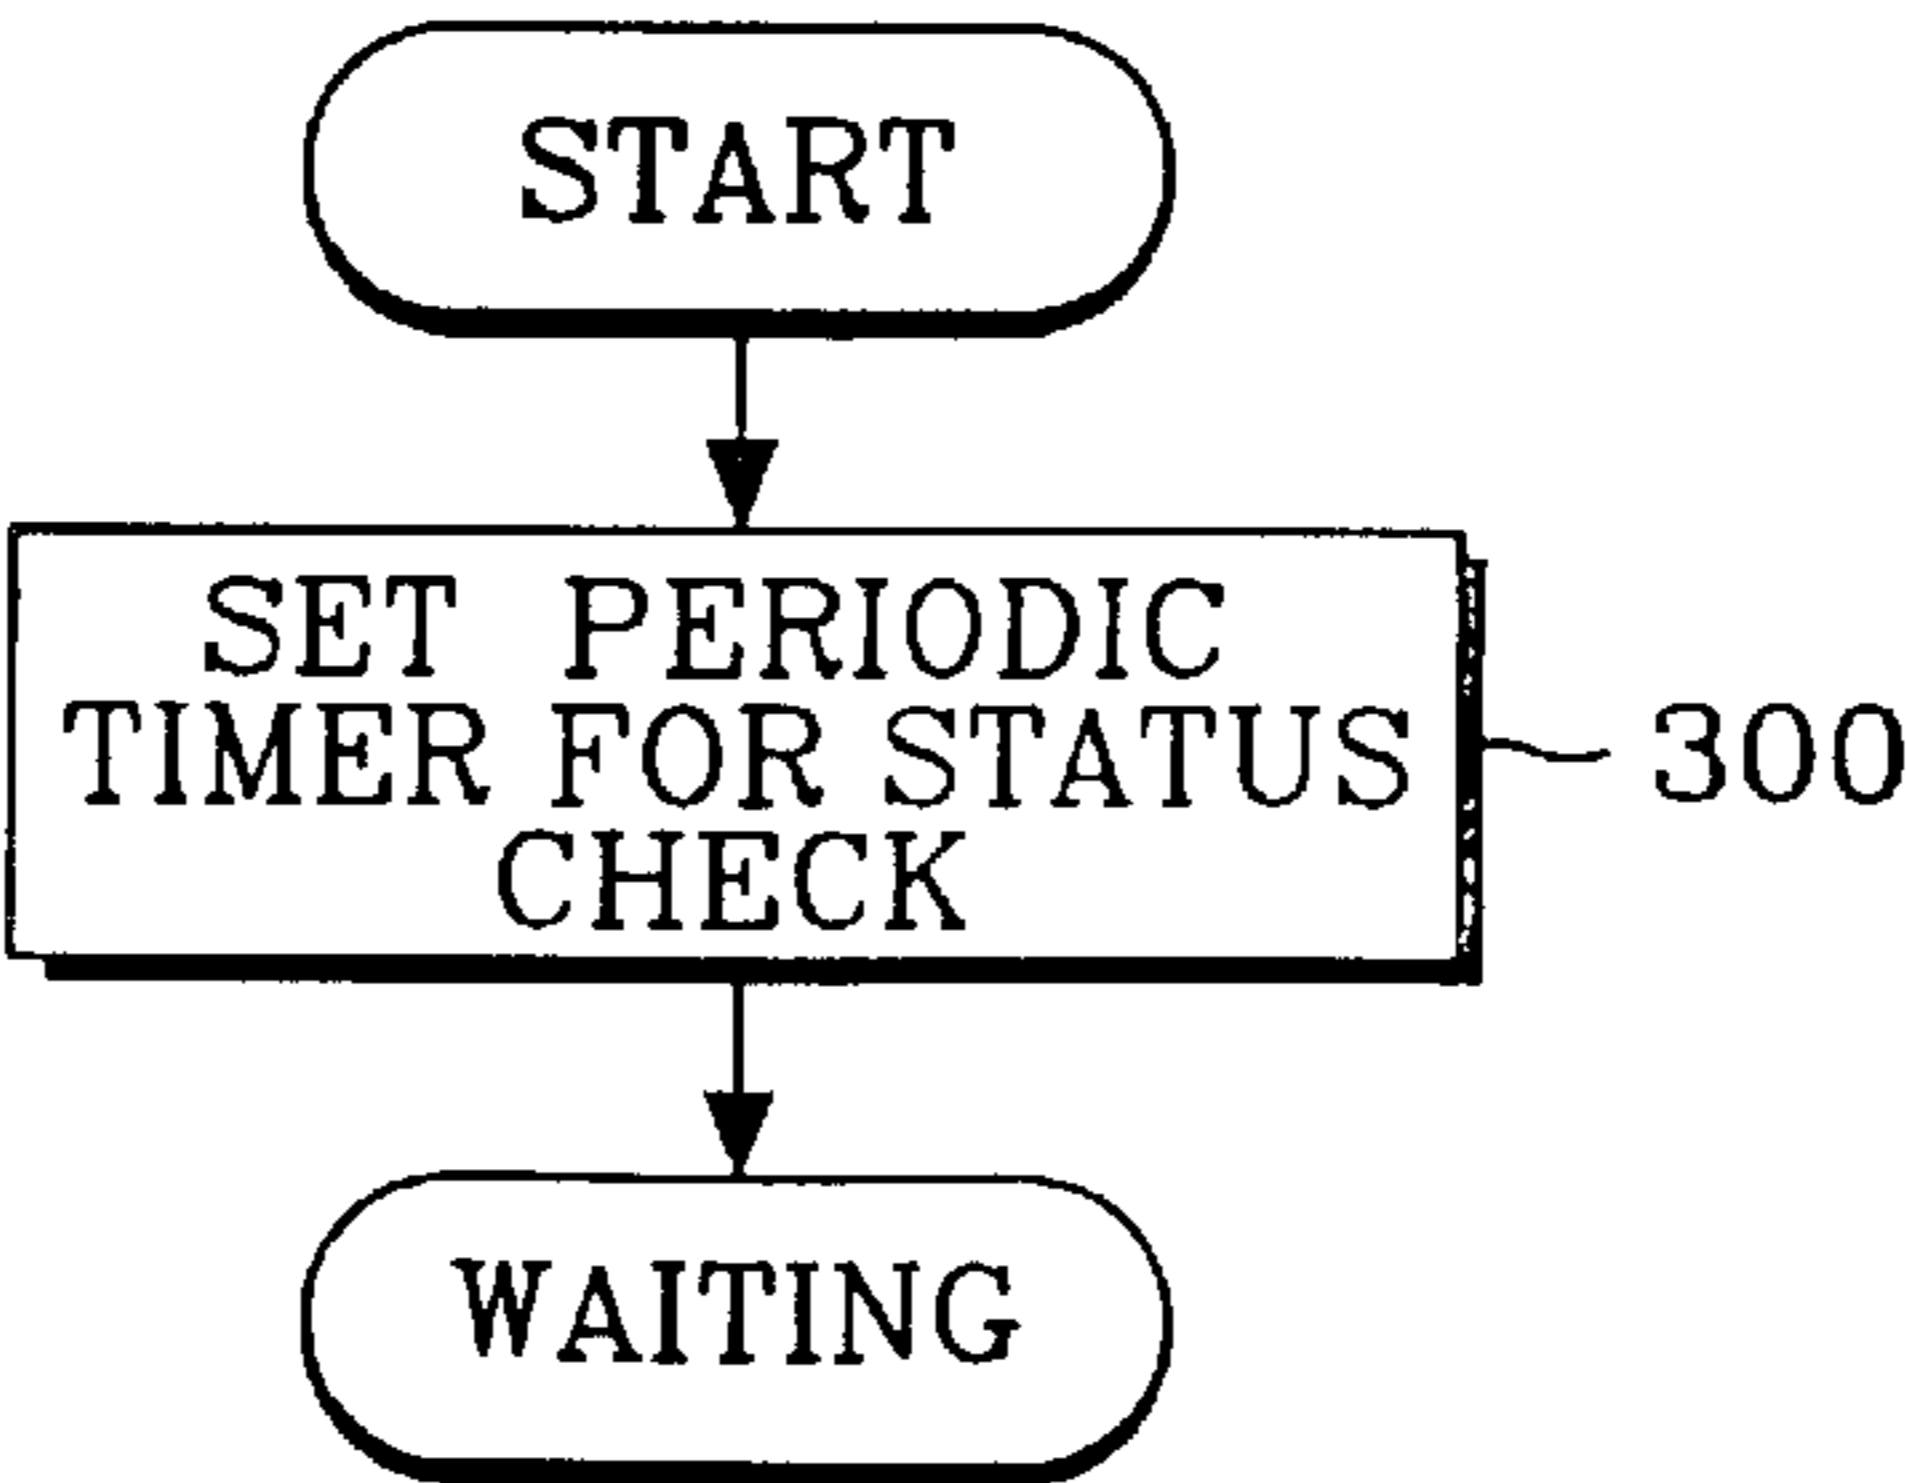 START
SET PERIODIC
TIMER FOR STATUS
CHECK
300
WAITING